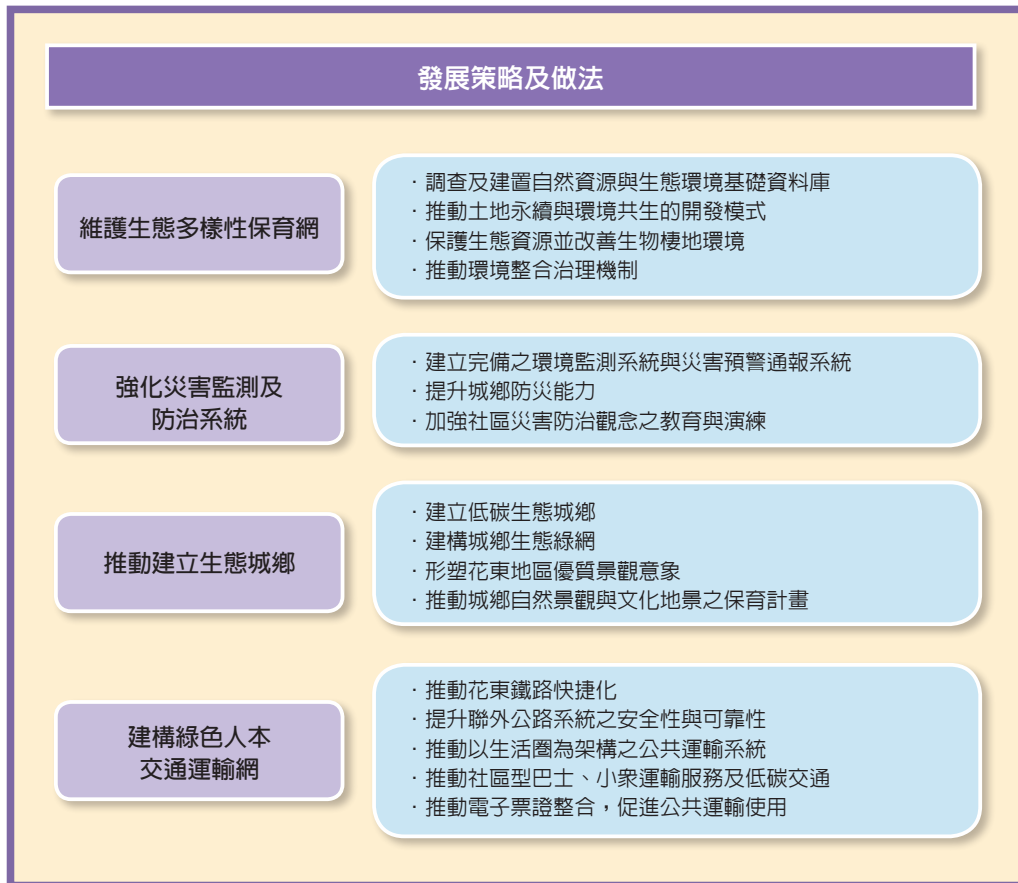 發展策略及做法
維護生態多樣性保育網
·調查及建置自然資源與生態環境基礎資料庫
·推動土地永續與環境共生的開發模式
·保護生態資源並改善生物棲地環境
·推動環境整合治理機制
強化災害監測及
防治系統
·建立完備之環境監測系統與災害預警通報系統
·提升城鄉防災能力
·加強社區災害防治觀念之教育與演練
推動建立生態城鄉
·建立低碳生態城鄉
·建構城鄉生態綠網
·形塑花東地區優質景觀意象
·推動城鄉自然景觀與文化地景之保育計畫
建構綠色人本
交通運輸網
·推動花東鐵路快捷化
·提升聯外公路系統之安全性與可靠性
·推動以生活圈為架構之公共運輸系統
·推動社區型巴士、小眾運輸服務及低碳交通
·推動電子票證整合，促進公共運輸使用